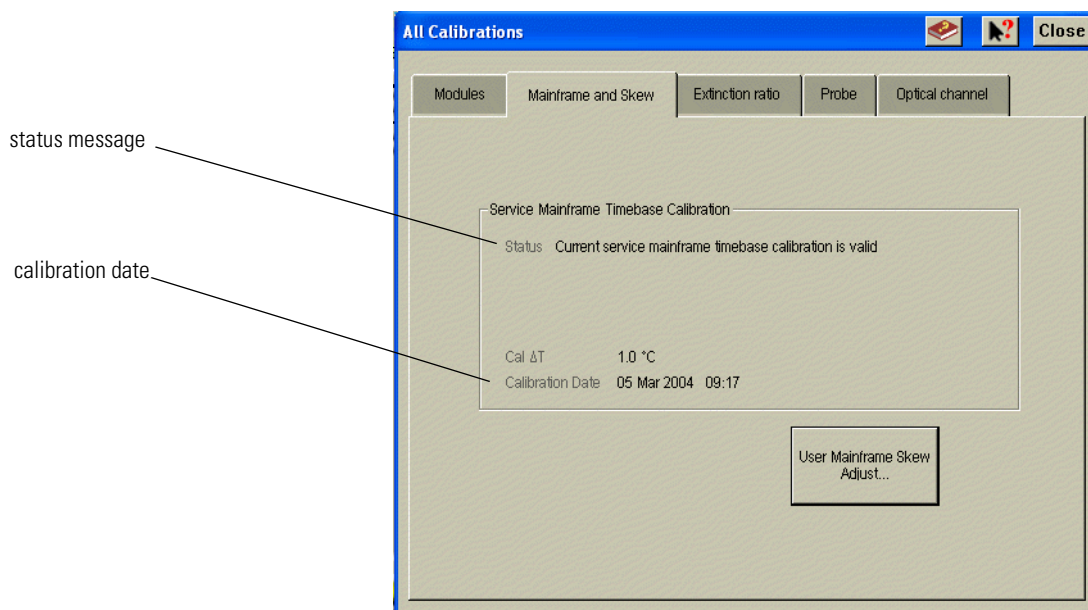 All Calibrations
Close
Modules
Mainframe and Skew
Extinction ratio
Probe
Optical channel
status message
Service Mainframe Timebase Calibration
Status Current service mainframe timebase calibration is valid
calibration date
Cal ΔT 1.0 °C
Calibration Date 05 Mar 2004 09:17
User Mainframe Skew
Adjust...